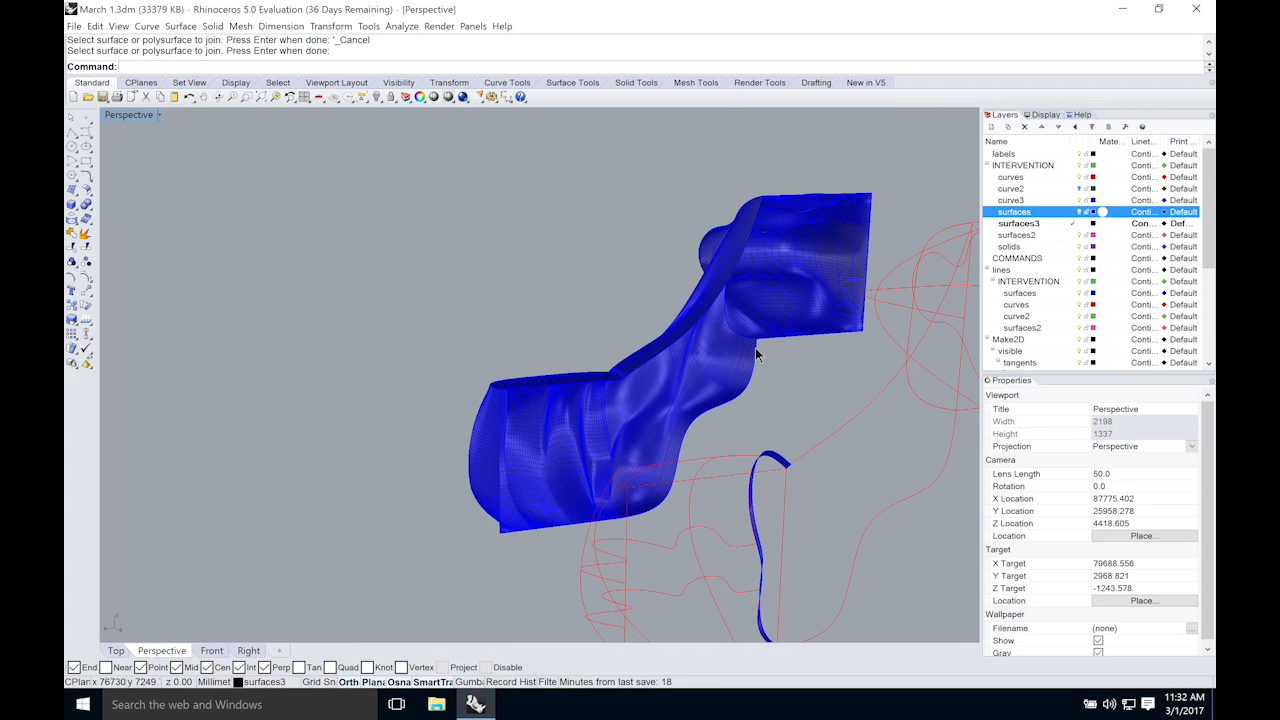 March 1.3dm (33379 KB) - Rhinoceros 5.0 Evaluation (36 Days Remaining) - [Perspective]
File Edit View Curve Surface Solid Mesh Dimension Transform Tools Analyze Render Panels Help
Select surface or polysurface to join. Press Enter when done: '_Cancel
Select surface or polysurface to join. Press Enter when done:
Command:
Standard CPlanes Set View Display Select Viewport Layout Visibility Transform Curve Tools Surface Tools Solid Tools Mesh Tools Render Tools Drafting New in V5
Perspective
Layers Display Help
Name Mate... Linet... Print ...
labels Conti... Default
INTERVENTION Conti... Default
curves Conti... Default
curve2 Conti... Default
curve3 Conti... Default
surfaces Conti... Default
surfaces3 Con... Def...
surfaces2 Conti... Default
solids Conti... Default
COMMANDS Conti... Default
lines Conti... Default
INTERVENTION Conti... Default
surfaces Conti... Default
curves Conti... Default
curve2 Conti... Default
surfaces2 Conti... Default
Make2D Conti... Default
visible Conti... Default
tangents Conti... Default
Properties
Viewport
Title Perspective
Width 2198
Height 1337
Projection Perspective
Camera
Lens Length 50.0
Rotation 0.0
X Location 87775.402
Y Location 25958.278
Z Location 4418.605
Location Place...
Target
X Target 79688.556
Y Target 2968.821
Z Target -1243.578
Location Place...
Wallpaper
Filename (none) ...
Show
Gray
Top Perspective Front Right
End Near Point Mid Cen Int Perp Tan Quad Knot Vertex Project Disable
CPlan x 76730 y 7249. z 0.00 Millimet surfaces3 Grid Sn Orth Plana Osna SmartTra Gumba Record Hist Filte Minutes from last save: 18
Search the web and Windows
11:32 AM
3/1/2017